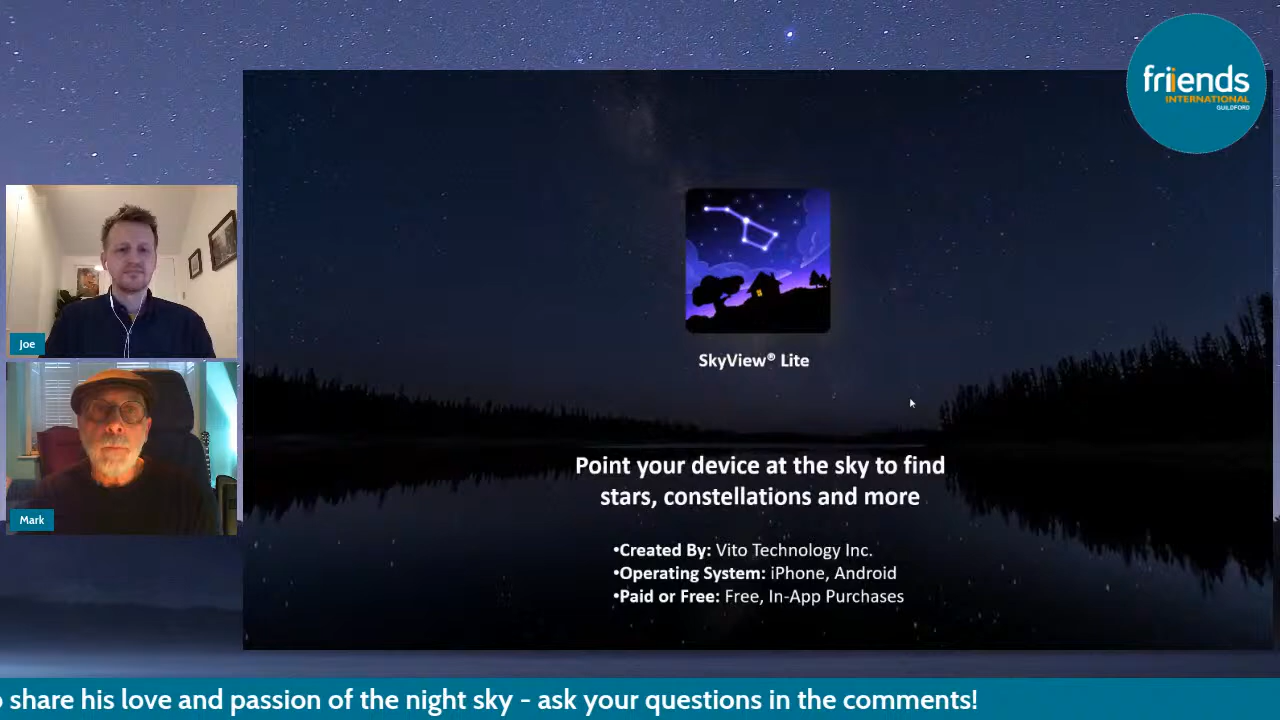 friends
INTERNATIONAL
GUILDFORD
Joe
Mark
SkyView® Lite
Point your device at the sky to find
stars, constellations and more
•Created By: Vito Technology Inc.
•Operating System: iPhone, Android
•Paid or Free: Free, In-App Purchases
share his love and passion of the night sky - ask your questions in the comments!